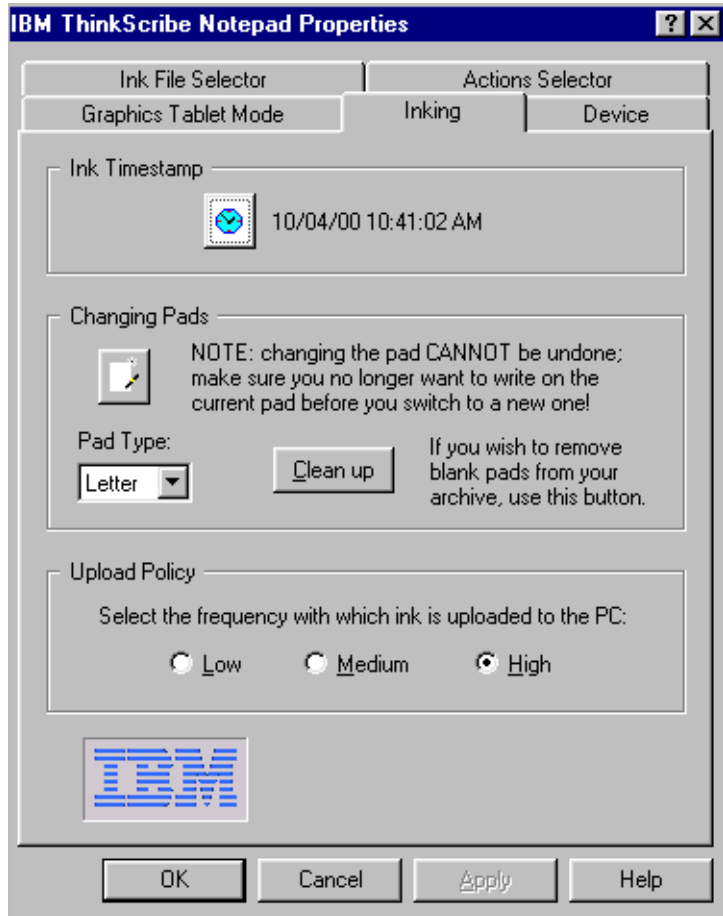 IBM ThinkScribe Notepad Properties
Ink File Selector
Actions Selector
Graphics Tablet Mode
Inking
Device
Ink Timestamp
10/04/00 10:41:02 AM
Changing Pads
NOTE: changing the pad CANNOT be undone;
make sure you no longer want to write on the
current pad before you switch to a new one!
Pad Type:
Letter
Clean up
If you wish to remove
blank pads from your
archive, use this button.
Upload Policy
Select the frequency with which ink is uploaded to the PC:
Low
Medium
High
IBM
OK
Cancel
Apply
Help